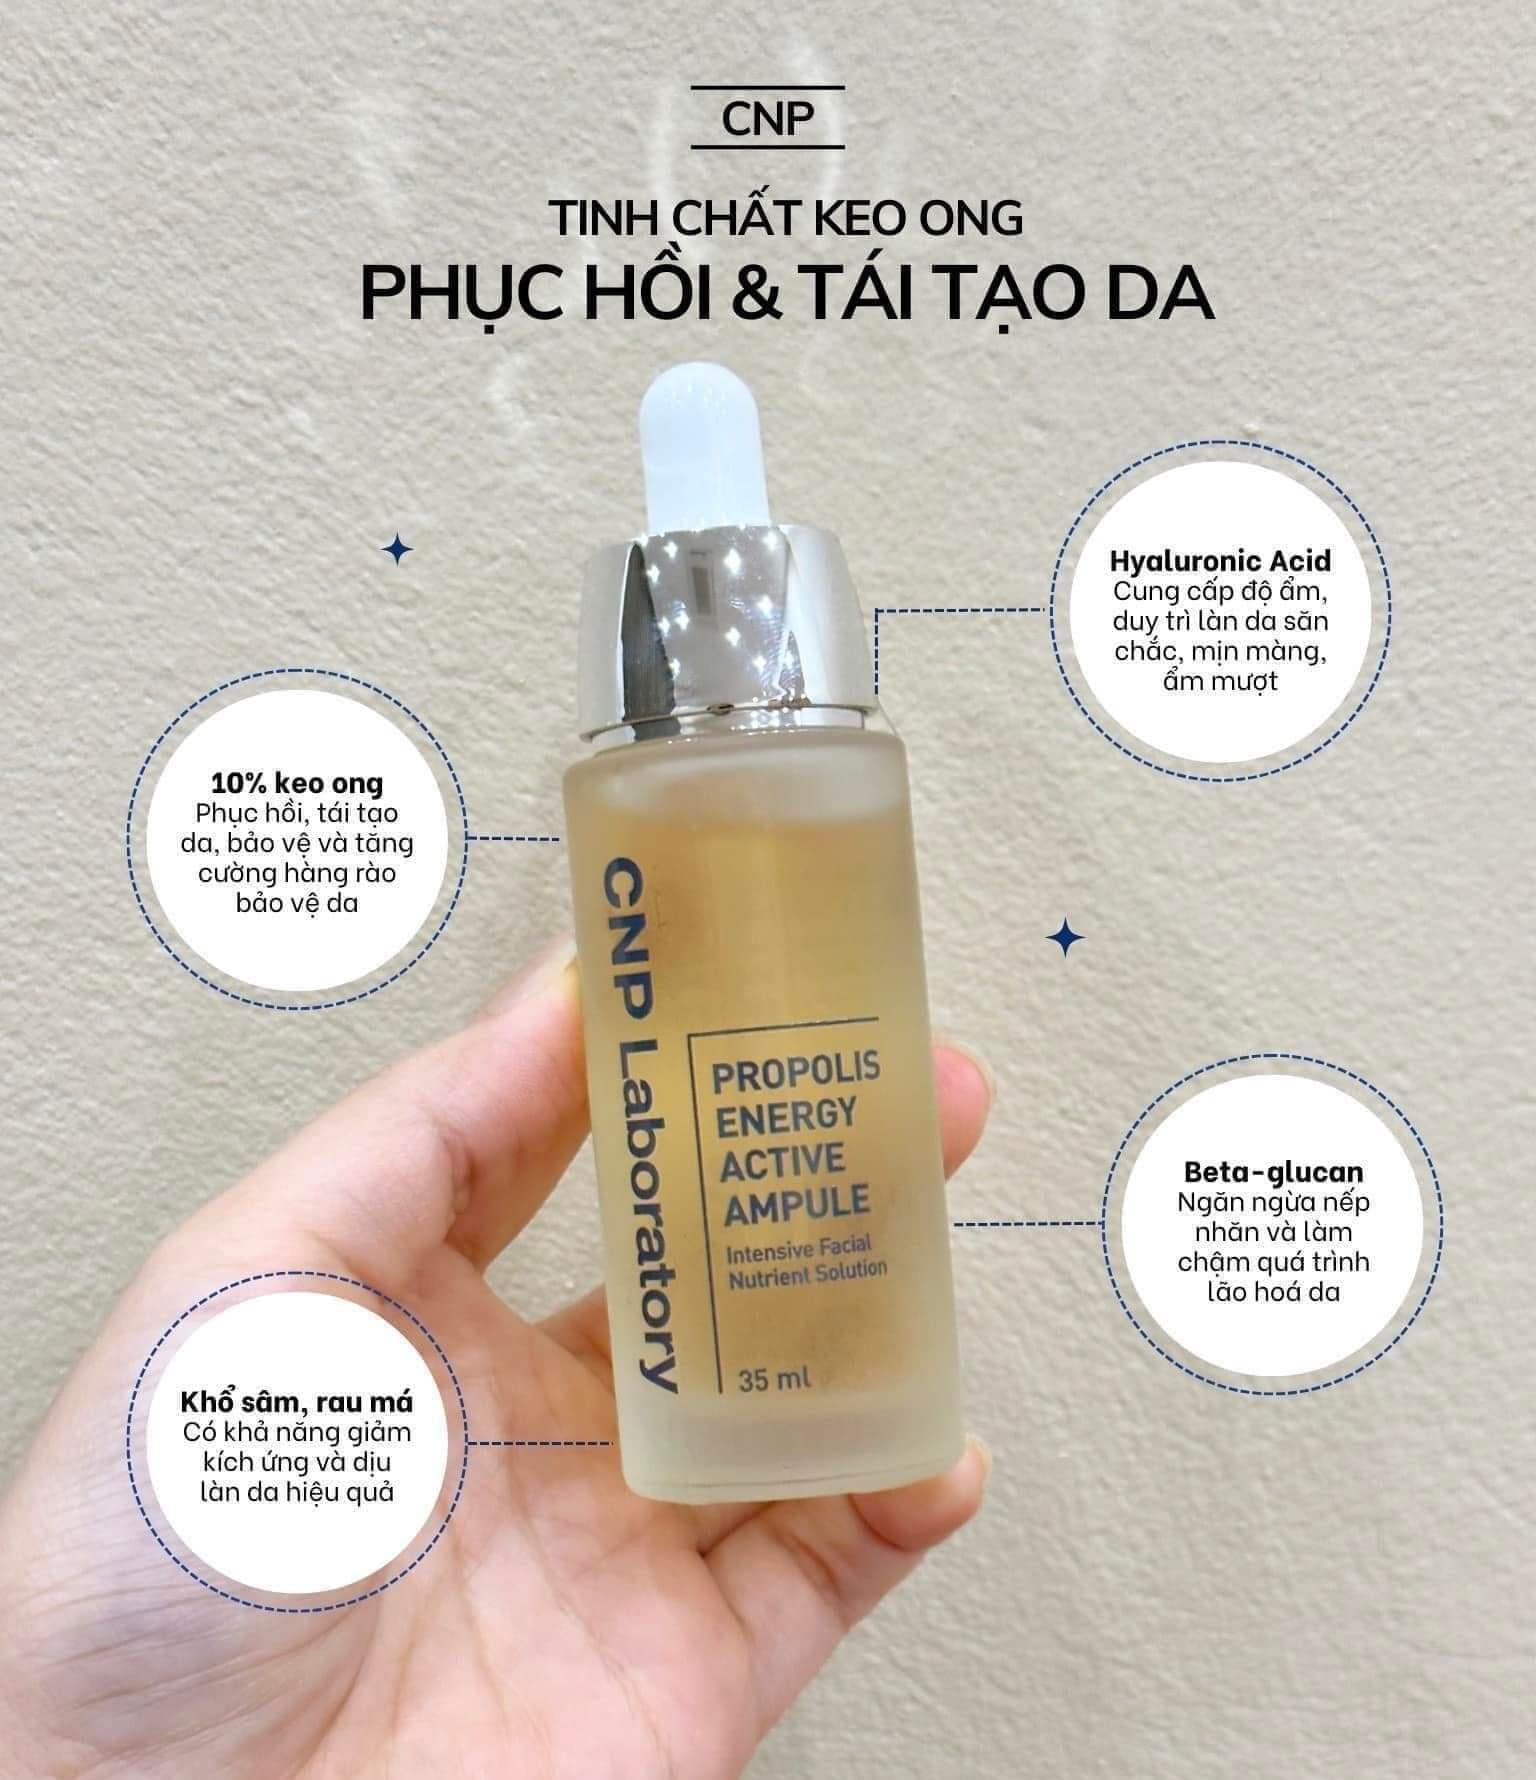 CNP
TINH CHẤT KEO ONG
PHỤC HỒI & TÁI TẠO DA
Hyaluronic Acid
Cung cấp độ ẩm,
duy trì làn da săn
chắc, mịn màng,
ẩm mượt
10% keo ong
Phục hồi, tái tạo
da, bảo vệ và tăng
cường hàng rào
bảo vệ da
CNP Laboratory
PROPOLIS
ENERGY
ACTIVE
AMPULE
Intensive Facial
Nutrient Solution
35 ml
Beta-glucan
Ngăn ngừa nếp
nhăn và làm
chậm quá trình
lão hoá da
Khổ sâm, rau má
Có khả năng giảm
kích ứng và dịu
làn da hiệu quả